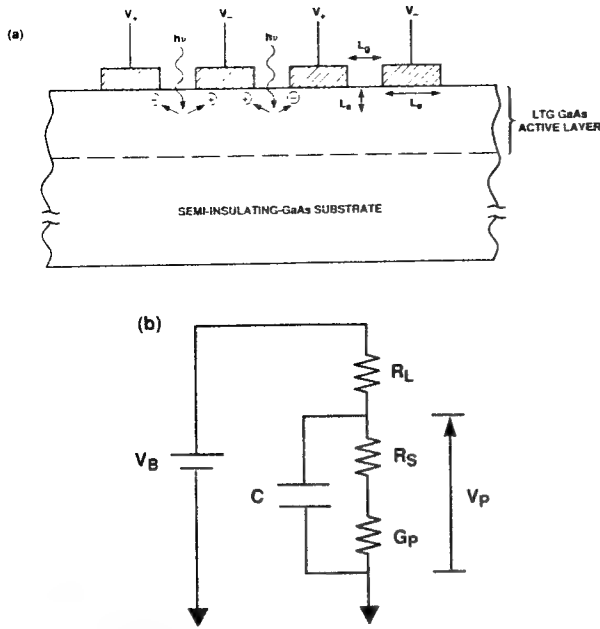 (a)
V+ V- V+ V-
hν hν
Lg
Le Le
LTG GaAs
ACTIVE LAYER
SEMI-INSULATING-GaAs SUBSTRATE
(b)
RL
VB
C
RS
GP
VP